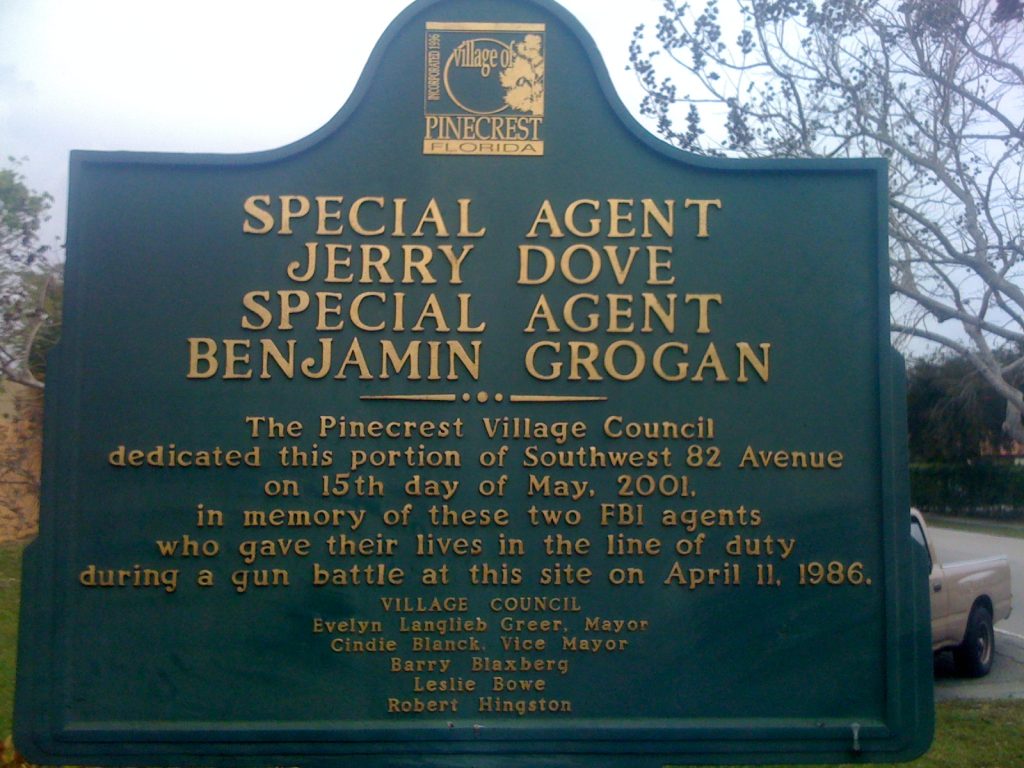 INCORPORATED 1996
Village of
PINECREST
FLORIDA
SPECIAL AGENT
JERRY DOVE
SPECIAL AGENT
BENJAMIN GROGAN
The Pinecrest Village Council
dedicated this portion of Southwest 82 Avenue
on 15th day of May, 2001,
in memory of these two FBI agents
who gave their lives in the line of duty
during a gun battle at this site on April 11, 1986.
VILLAGE COUNCIL
Evelyn Langlieb Greer, Mayor
Cindie Blanck, Vice Mayor
Barry Blaxberg
Leslie Bowe
Robert Hingston